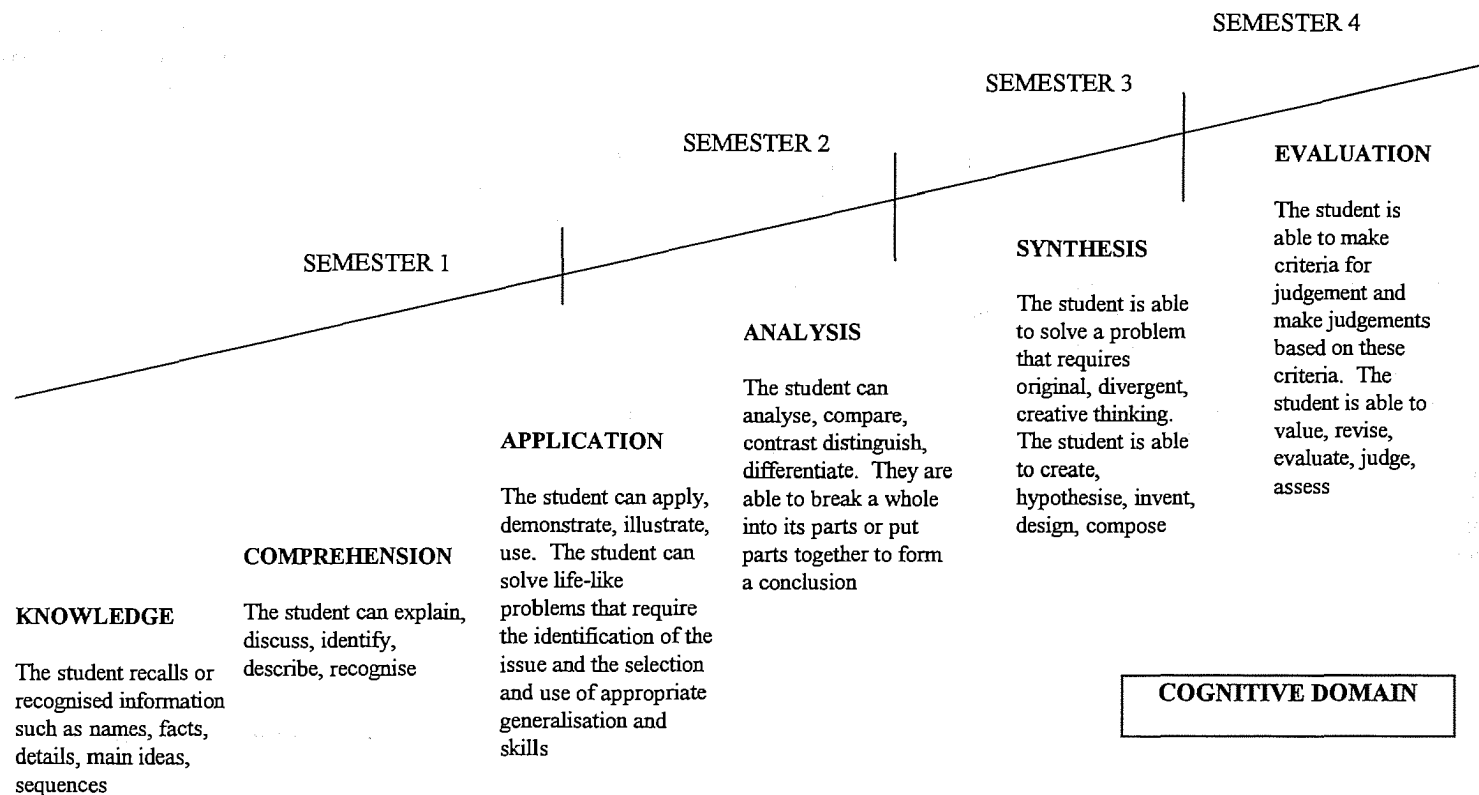 SEMESTER 4
SEMESTER 3
SEMESTER 2
SEMESTER 1
KNOWLEDGE
The student recalls or
recognised information
such as names, facts,
details, main ideas,
sequences
COMPREHENSION
The student can explain,
discuss, identify,
describe, recognise
APPLICATION
The student can apply,
demonstrate, illustrate,
use. The student can
solve life-like
problems that require
the identification of the
issue and the selection
and use of appropriate
generalisation and
skills
ANALYSIS
The student can
analyse, compare,
contrast distinguish,
differentiate. They are
able to break a whole
into its parts or put
parts together to form
a conclusion
SYNTHESIS
The student is able
to solve a problem
that requires
original, divergent,
creative thinking.
The student is able
to create,
hypothesise, invent,
design, compose
EVALUATION
The student is
able to make
criteria for
judgement and
make judgements
based on these
criteria. The
student is able to
value, revise,
evaluate, judge,
assess
COGNITIVE DOMAIN